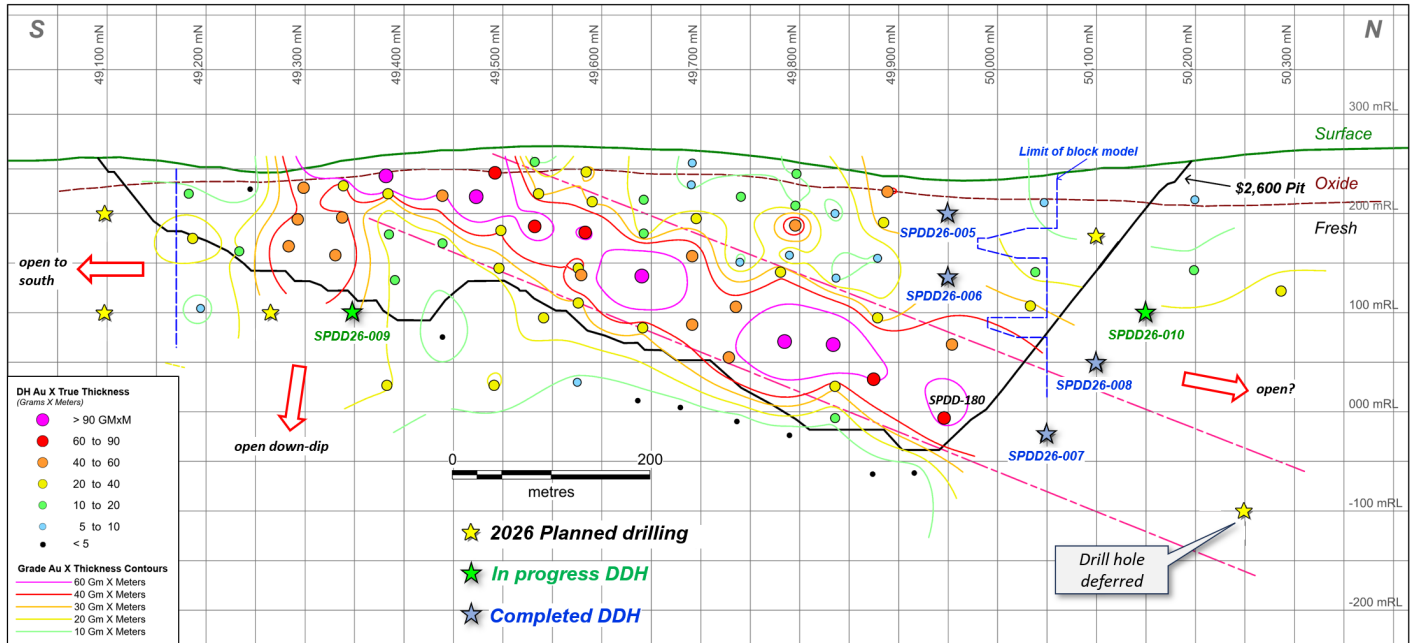 S
N
49,100 mN
49,200 mN
49,300 mN
49,400 mN
49,500 mN
49,600 mN
49,700 mN
49,800 mN
49,900 mN
50,000 mN
50,100 mN
50,200 mN
50,300 mN
300 mRL
Surface
Limit of block model
$2,600 Pit
Oxide
200 mRL
Fresh
SPDD26-005
open to
south
SPDD26-006
100 mRL
SPDD26-009
SPDD26-010
SPDD26-008
open?
SPDD-180
000 mRL
open down-dip
SPDD26-007
DH Au X True Thickness
(Grams X Meters)
> 90 GMxM
60 to 90
40 to 60
20 to 40
10 to 20
5 to 10
< 5
Grade Au X Thickness Contours
60 Gm X Meters
40 Gm X Meters
30 Gm X Meters
20 Gm X Meters
10 Gm X Meters
0 200
metres
2026 Planned drilling
In progress DDH
Completed DDH
-100 mRL
Drill hole
deferred
-200 mRL